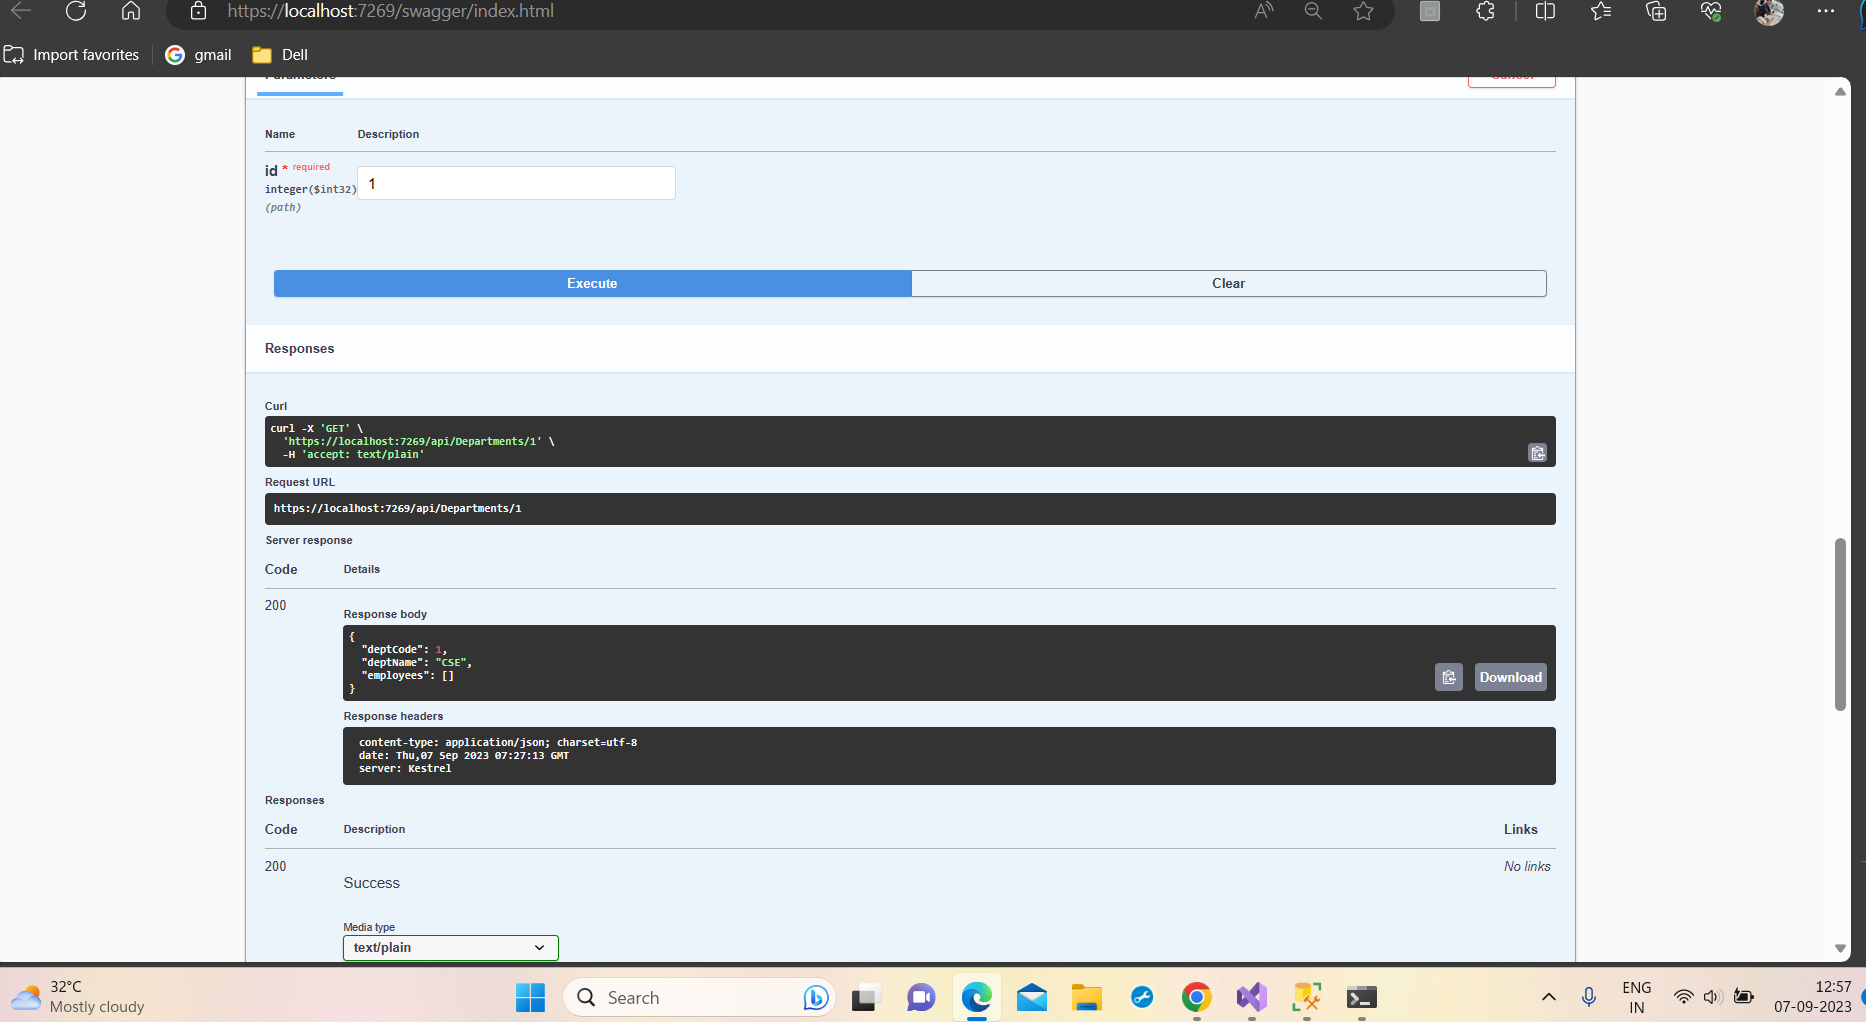 https://localhost:7269/swagger/index.html
Import favorites
gmail
Dell
Parameters
Cancel
Name Description
id * required
integer($int32)
(path)
1
Execute
Clear
Responses
Curl
curl -X 'GET' \
'https://localhost:7269/api/Departments/1' \
-H 'accept: text/plain'
Request URL
https://localhost:7269/api/Departments/1
Server response
Code Details
200
Response body
{
"deptCode": 1,
"deptName": "CSE",
"employees": []
}
Download
Response headers
content-type: application/json; charset=utf-8
date: Thu,07 Sep 2023 07:27:13 GMT
server: Kestrel
Responses
Code Description Links
200
No links
Success
Media type
text/plain
32°C
Mostly cloudy
Search
ENG
IN
12:57
07-09-2023